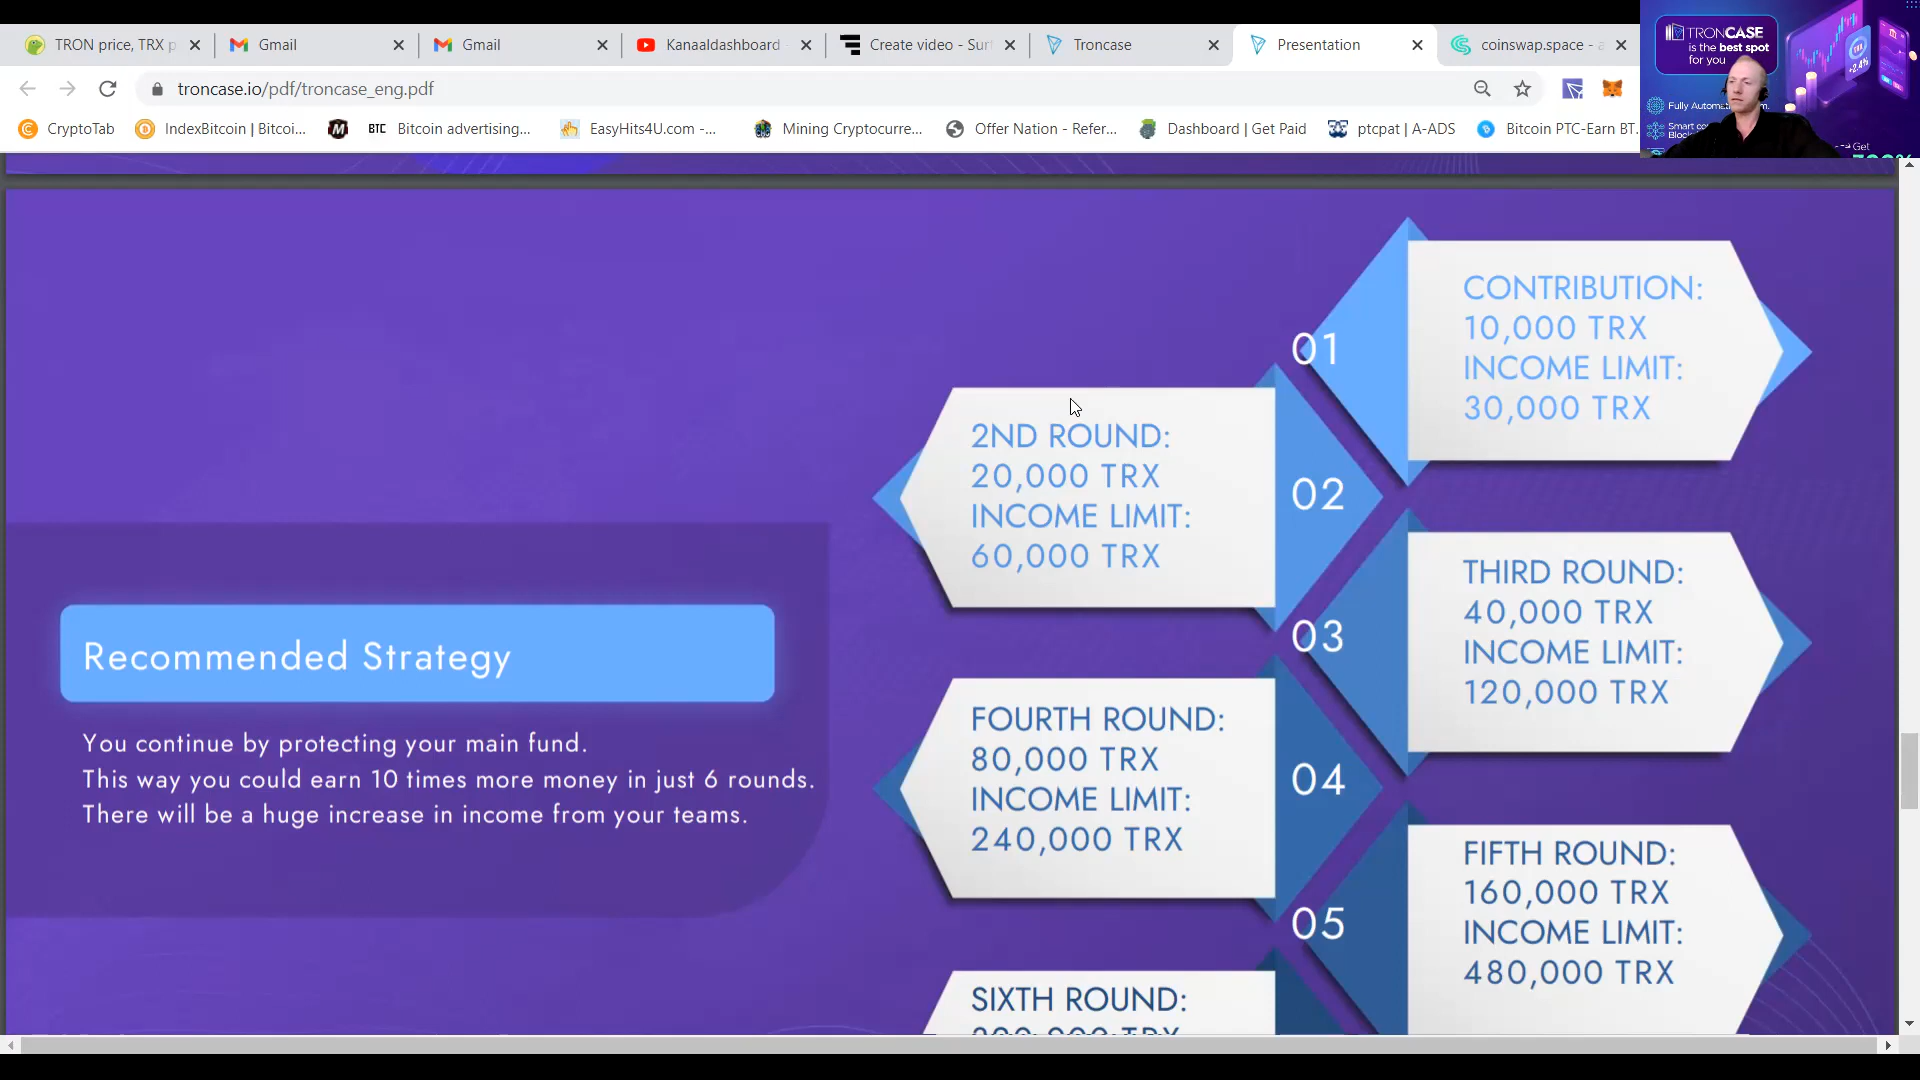 TRON price, TRX p
Gmail
Gmail
Kanaaldashboard
Create video - Sur
Troncase
Presentation
coinswap.space - a
troncase.io/pdf/troncase_eng.pdf
CryptoTab
IndexBitcoin | Bitcoi...
BTC Bitcoin advertising...
EasyHits4U.com -...
Mining Cryptocurre...
Offer Nation - Refer...
Dashboard | Get Paid
ptcpat | A-ADS
Bitcoin PTC-Earn BT.
TRONCASE
is the best spot
for you
Fully Autom
Smart co
Block
Get
CONTRIBUTION:
10,000 TRX
INCOME LIMIT:
30,000 TRX
01
2ND ROUND:
20,000 TRX
INCOME LIMIT:
60,000 TRX
02
THIRD ROUND:
40,000 TRX
INCOME LIMIT:
120,000 TRX
03
Recommended Strategy
You continue by protecting your main fund.
This way you could earn 10 times more money in just 6 rounds.
There will be a huge increase in income from your teams.
FOURTH ROUND:
80,000 TRX
INCOME LIMIT:
240,000 TRX
04
FIFTH ROUND:
160,000 TRX
INCOME LIMIT:
480,000 TRX
05
SIXTH ROUND: